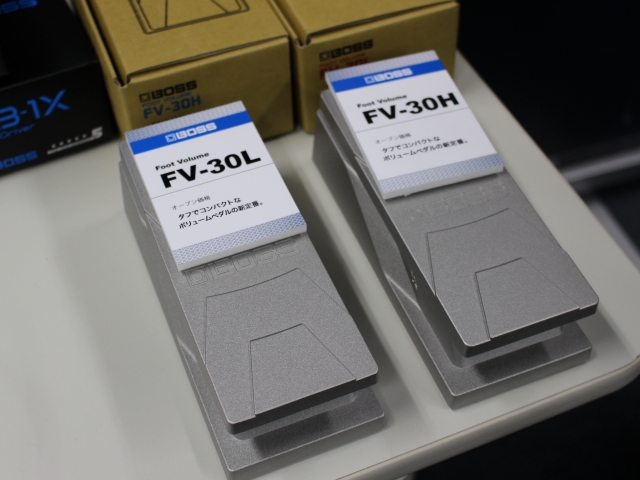 BOSS
FV-30H
BOSS
B-1X
Driver
BOSS
BOSS
Foot Volume
FV-30L
オープン価格
タフでコンパクトな
ボリュームペダルの新定番。
BOSS
Foot Volume
FV-30H
オープン価格
タフでコンパクトな
ボリュームペダルの新定番。